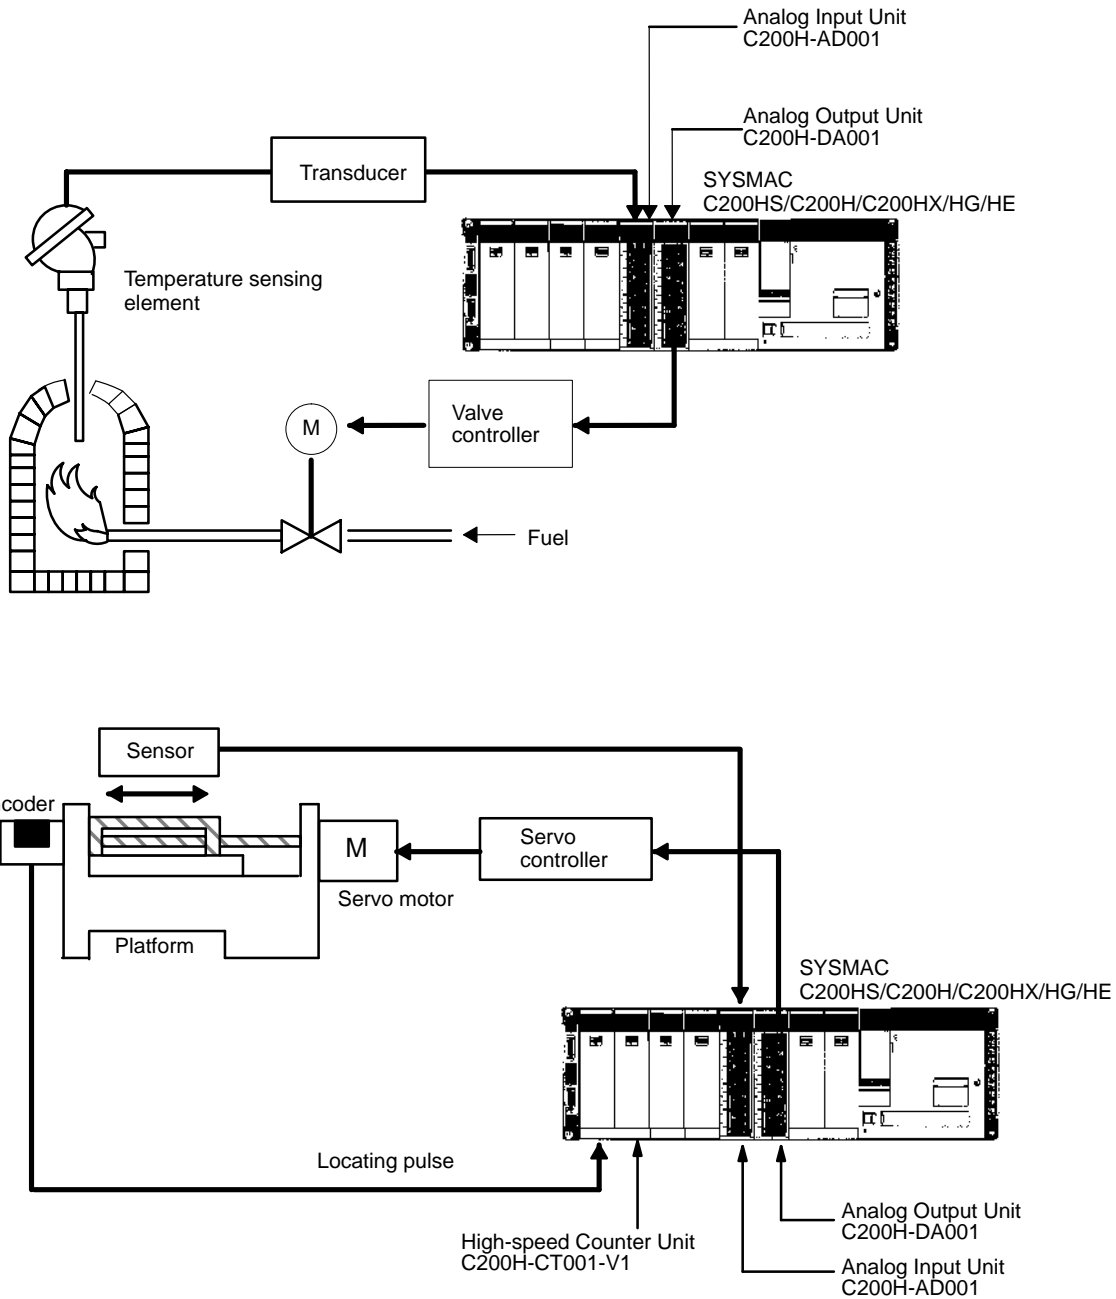 Analog Input Unit
C200H-AD001
Analog Output Unit
C200H-DA001
Transducer
SYSMAC
C200HS/C200H/C200HX/HG/HE
Temperature sensing
element
Valve
controller
M
Fuel
Sensor
coder
M
Servo
controller
Servo motor
Platform
SYSMAC
C200HS/C200H/C200HX/HG/HE
Locating pulse
High-speed Counter Unit
C200H-CT001-V1
Analog Output Unit
C200H-DA001
Analog Input Unit
C200H-AD001